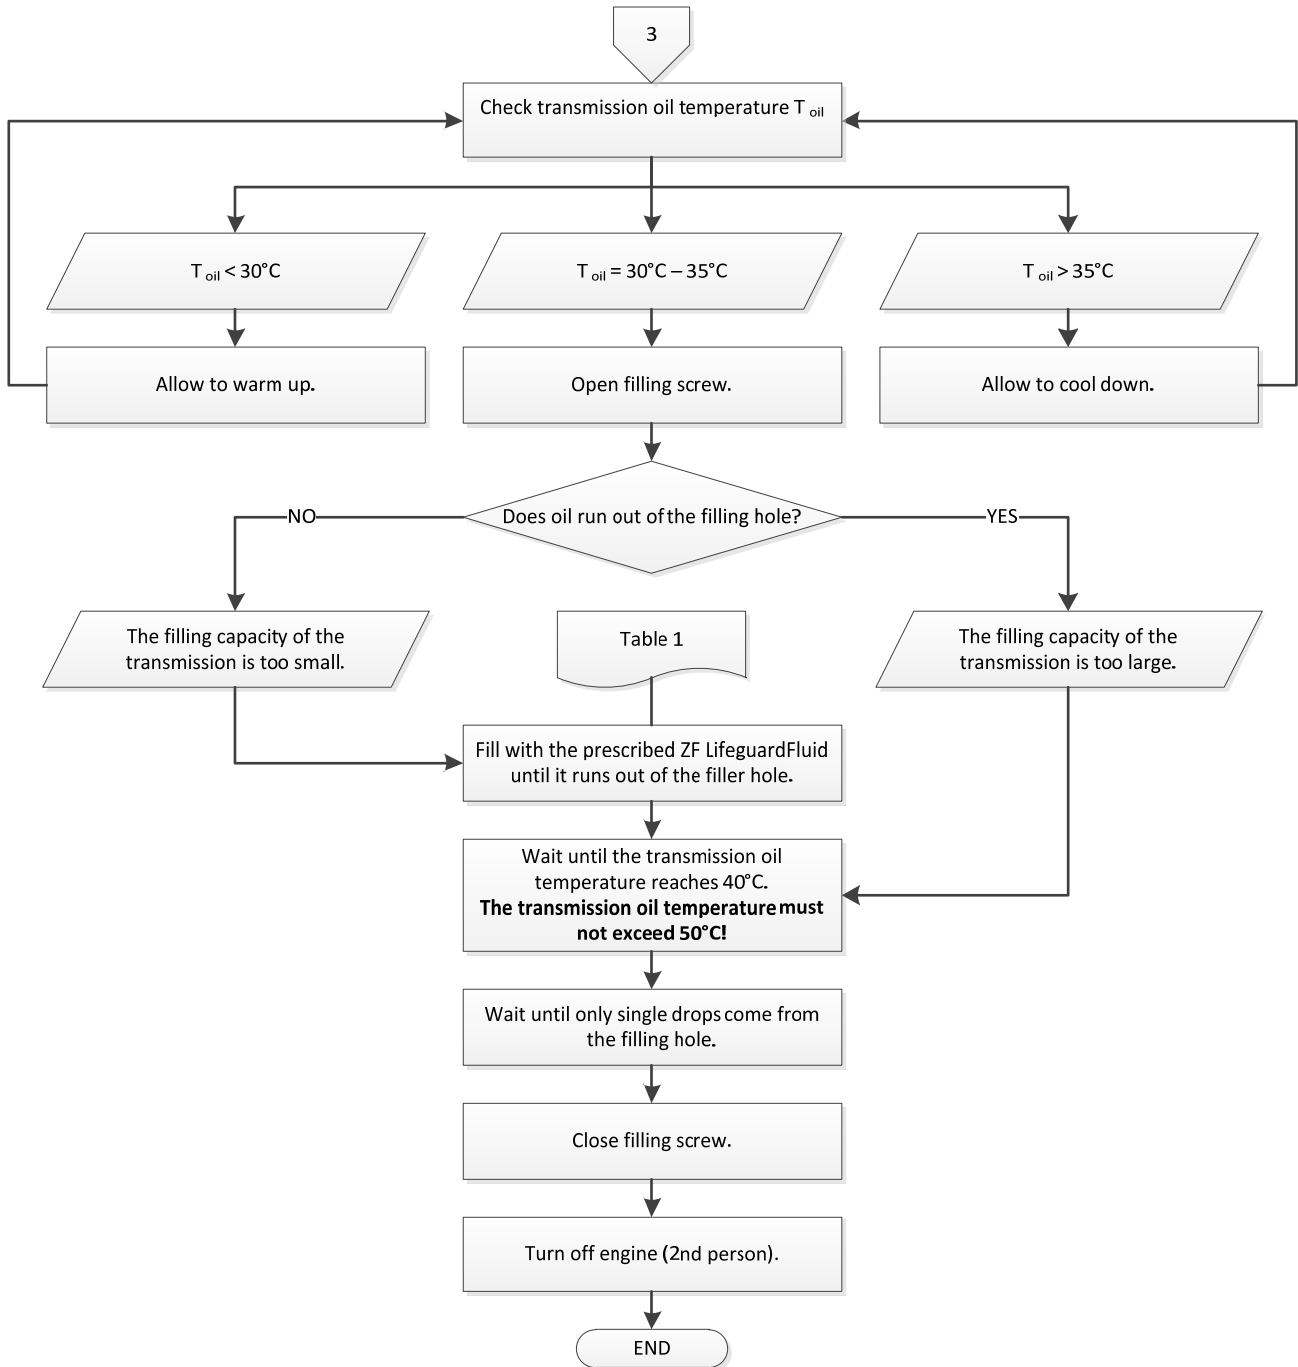 3
Check transmission oil temperature T oil
T oil < 30°C
T oil = 30°C – 35°C
T oil > 35°C
Allow to warm up.
Open filling screw.
Allow to cool down.
Does oil run out of the filling hole?
NO
YES
The filling capacity of the
transmission is too small.
Table 1
The filling capacity of the
transmission is too large.
Fill with the prescribed ZF LifeguardFluid
until it runs out of the filler hole.
Wait until the transmission oil
temperature reaches 40°C.
The transmission oil temperature must
not exceed 50°C!
Wait until only single drops come from
the filling hole.
Close filling screw.
Turn off engine (2nd person).
END